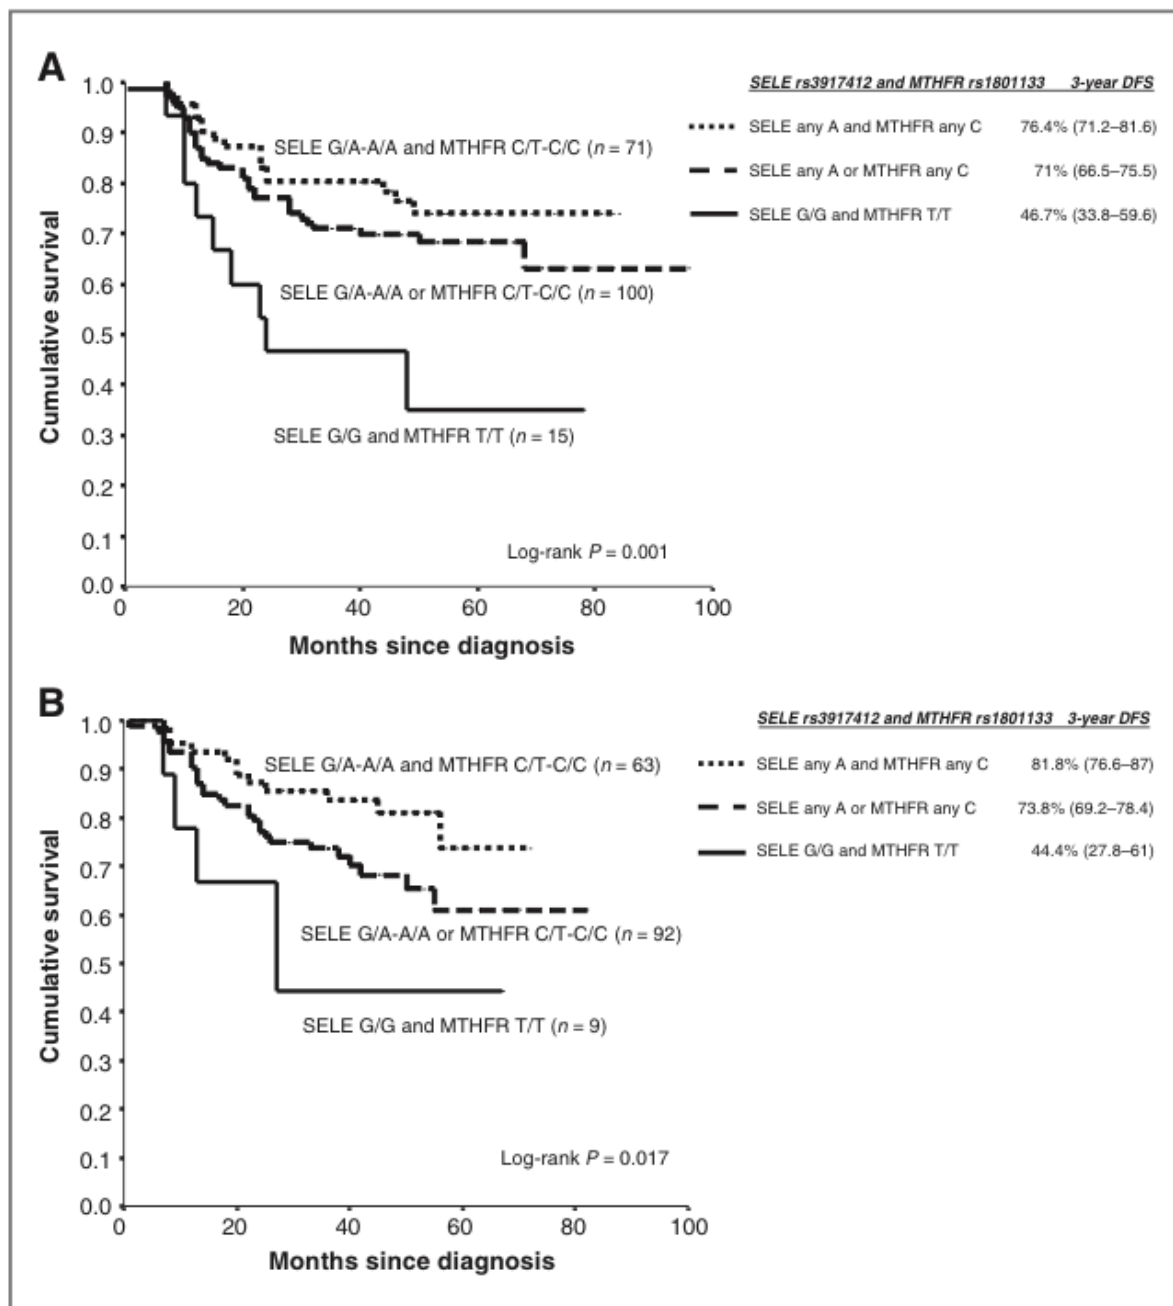 A
SELE rs3917412 and MTHFR rs1801133 3-year DFS
SELE any A and MTHFR any C 76.4% (71.2–81.6)
SELE any A or MTHFR any C 71% (66.5–75.5)
SELE G/G and MTHFR T/T 46.7% (33.8–59.6)
Cumulative survival
1.0
0.9
0.8
0.7
0.6
0.5
0.4
0.3
0.2
0.1
0.0
SELE G/A-A/A and MTHFR C/T-C/C (n = 71)
SELE G/A-A/A or MTHFR C/T-C/C (n = 100)
SELE G/G and MTHFR T/T (n = 15)
Log-rank P = 0.001
0 20 40 60 80 100
Months since diagnosis
B
SELE rs3917412 and MTHFR rs1801133 3-year DFS
SELE any A and MTHFR any C 81.8% (76.6–87)
SELE any A or MTHFR any C 73.8% (69.2–78.4)
SELE G/G and MTHFR T/T 44.4% (27.8–61)
Cumulative survival
1.0
0.9
0.8
0.7
0.6
0.5
0.4
0.3
0.2
0.1
0.0
SELE G/A-A/A and MTHFR C/T-C/C (n = 63)
SELE G/A-A/A or MTHFR C/T-C/C (n = 92)
SELE G/G and MTHFR T/T (n = 9)
Log-rank P = 0.017
0 20 40 60 80 100
Months since diagnosis